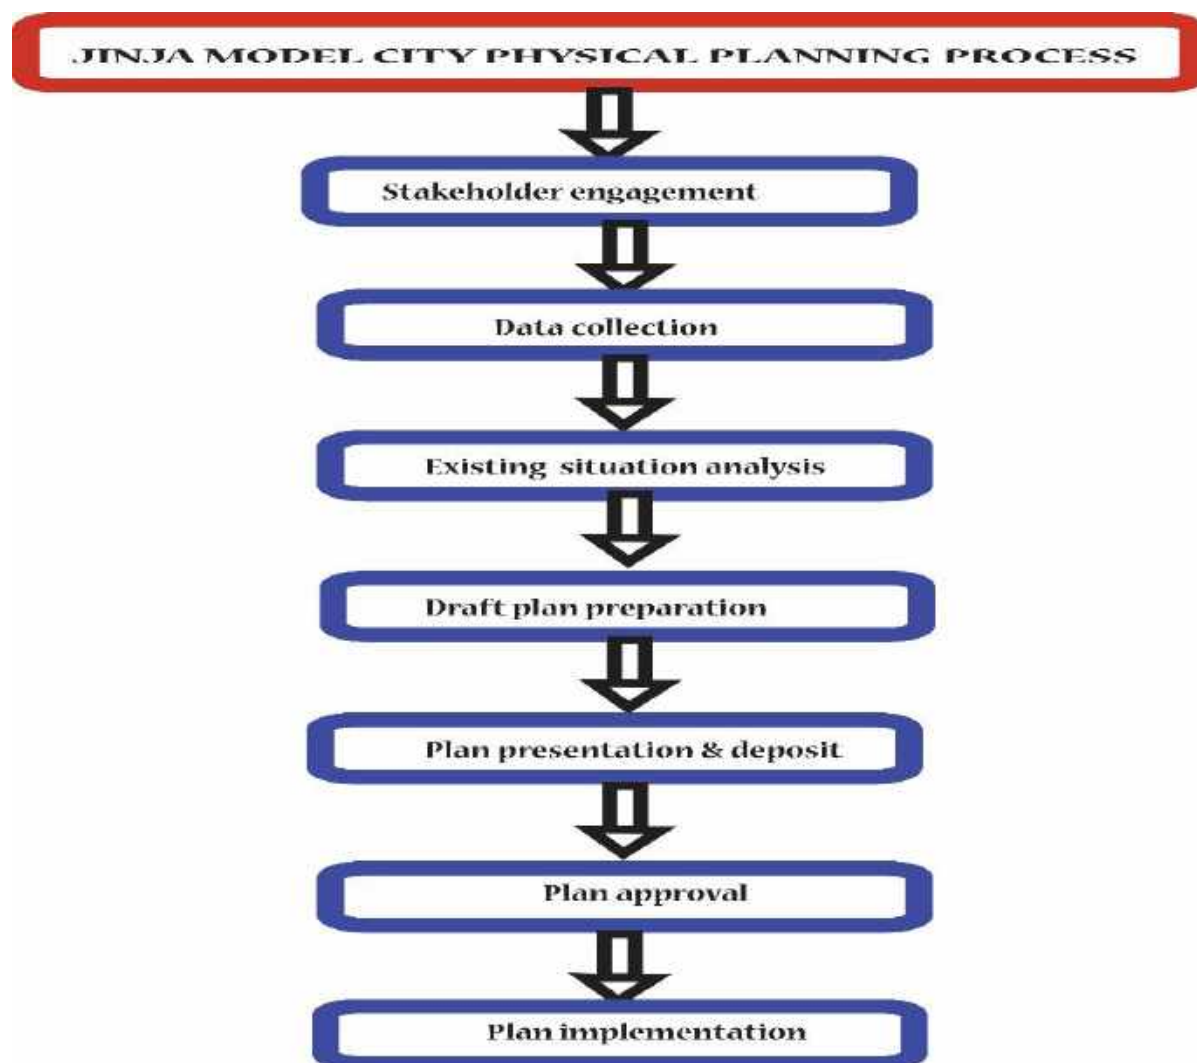 JINJA MODEL CITY PHYSICAL PLANNING PROCESS
Stakeholder engagement
Data collection
Existing situation analysis
Draft plan preparation
Plan presentation & deposit
Plan approval
Plan implementation